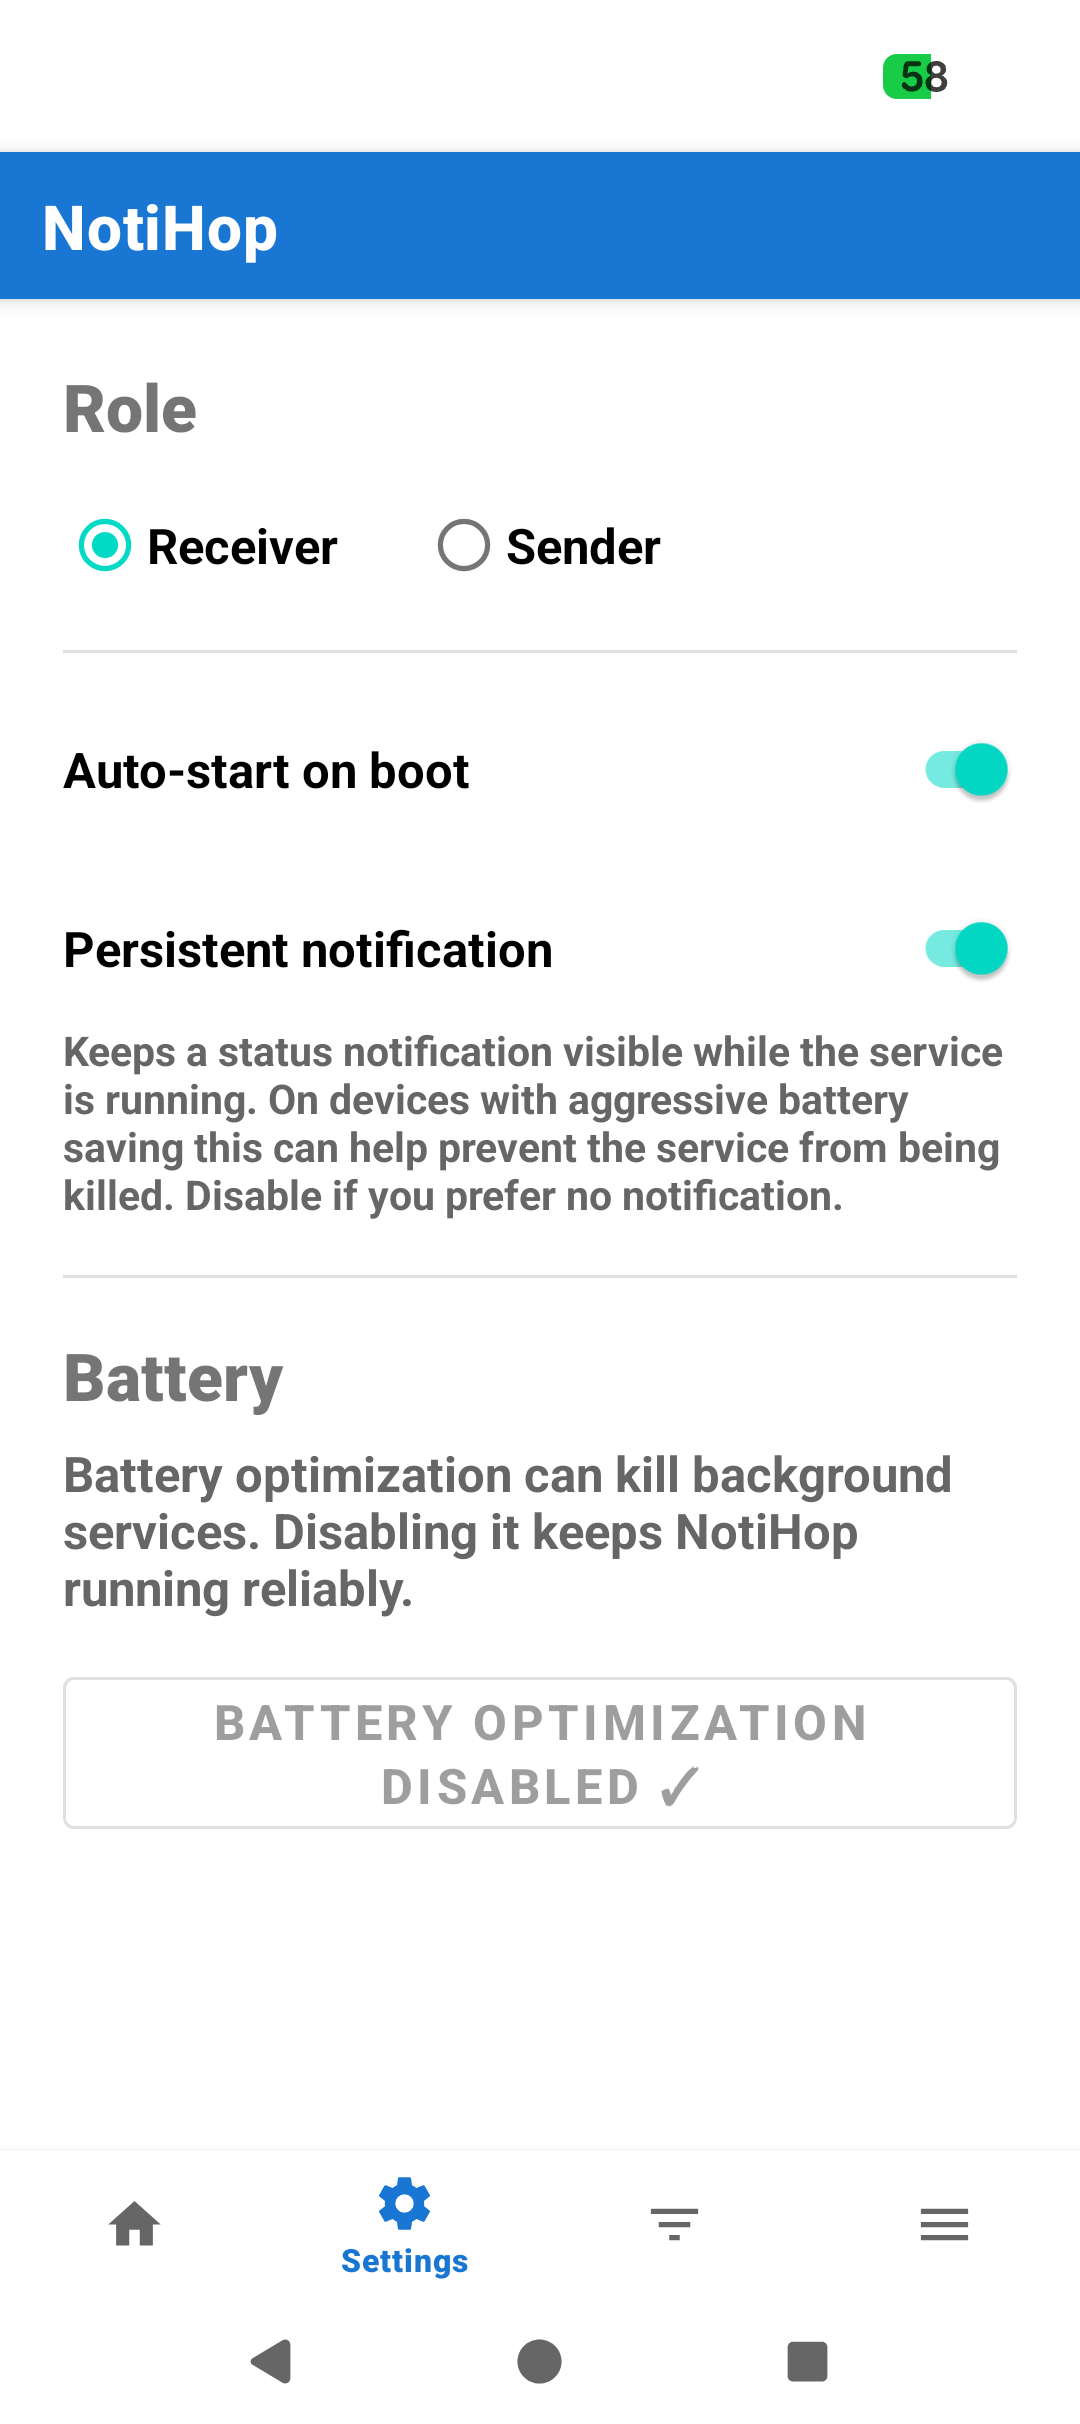 58
NotiHop
Role
Receiver
Sender
Auto-start on boot
Persistent notification
Keeps a status notification visible while the service
is running. On devices with aggressive battery
saving this can help prevent the service from being
killed. Disable if you prefer no notification.
Battery
Battery optimization can kill background
services. Disabling it keeps NotiHop
running reliably.
BATTERY OPTIMIZATION
DISABLED ✓
Settings